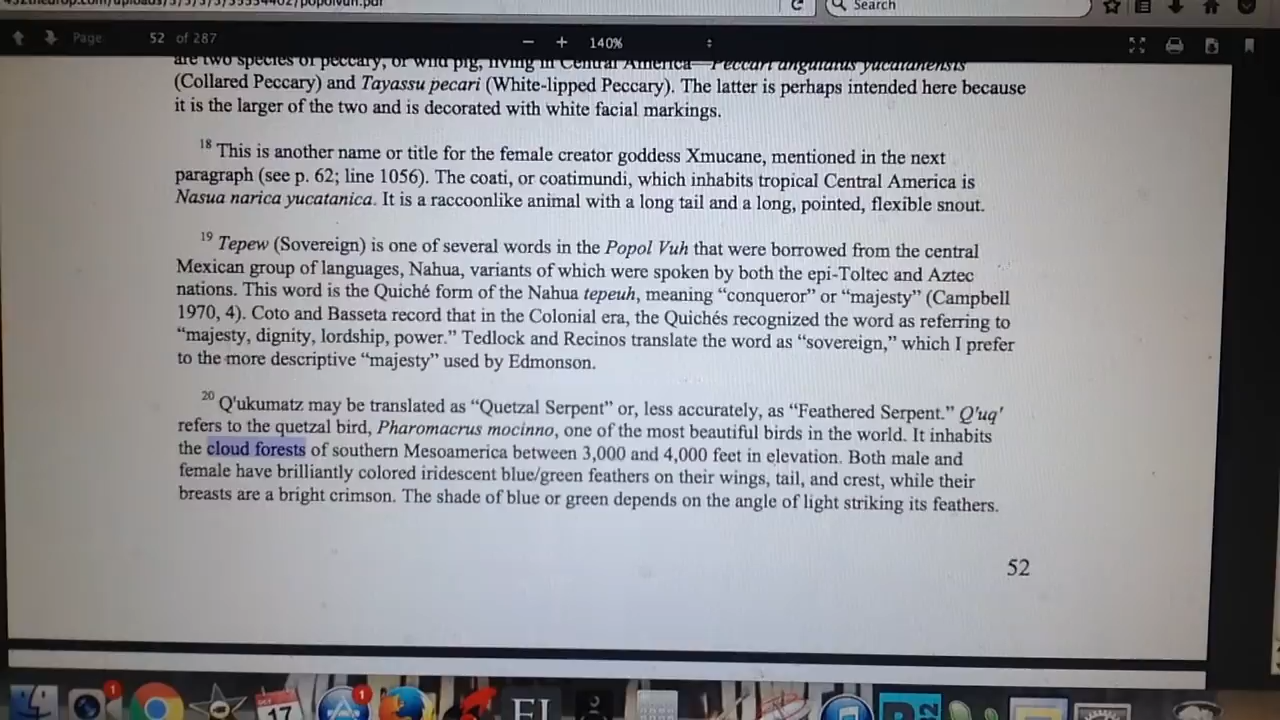 Search
Page 52 of 287
140%
are two species of peccary, or wild pig, living in Central America—Peccari angulatus yucatanensis
(Collared Peccary) and Tayassu pecari (White-lipped Peccary). The latter is perhaps intended here because
it is the larger of the two and is decorated with white facial markings.
18 This is another name or title for the female creator goddess Xmucane, mentioned in the next
paragraph (see p. 62; line 1056). The coati, or coatimundi, which inhabits tropical Central America is
Nasua narica yucatanica. It is a raccoonlike animal with a long tail and a long, pointed, flexible snout.
19 Tepew (Sovereign) is one of several words in the Popol Vuh that were borrowed from the central
Mexican group of languages, Nahua, variants of which were spoken by both the epi-Toltec and Aztec
nations. This word is the Quiché form of the Nahua tepeuh, meaning “conqueror” or “majesty” (Campbell
1970, 4). Coto and Basseta record that in the Colonial era, the Quichés recognized the word as referring to
“majesty, dignity, lordship, power.” Tedlock and Recinos translate the word as “sovereign,” which I prefer
to the more descriptive “majesty” used by Edmonson.
20 Q'ukumatz may be translated as “Quetzal Serpent” or, less accurately, as “Feathered Serpent.” Q'uq'
refers to the quetzal bird, Pharomacrus mocinno, one of the most beautiful birds in the world. It inhabits
the cloud forests of southern Mesoamerica between 3,000 and 4,000 feet in elevation. Both male and
female have brilliantly colored iridescent blue/green feathers on their wings, tail, and crest, while their
breasts are a bright crimson. The shade of blue or green depends on the angle of light striking its feathers.
52
1
17
1